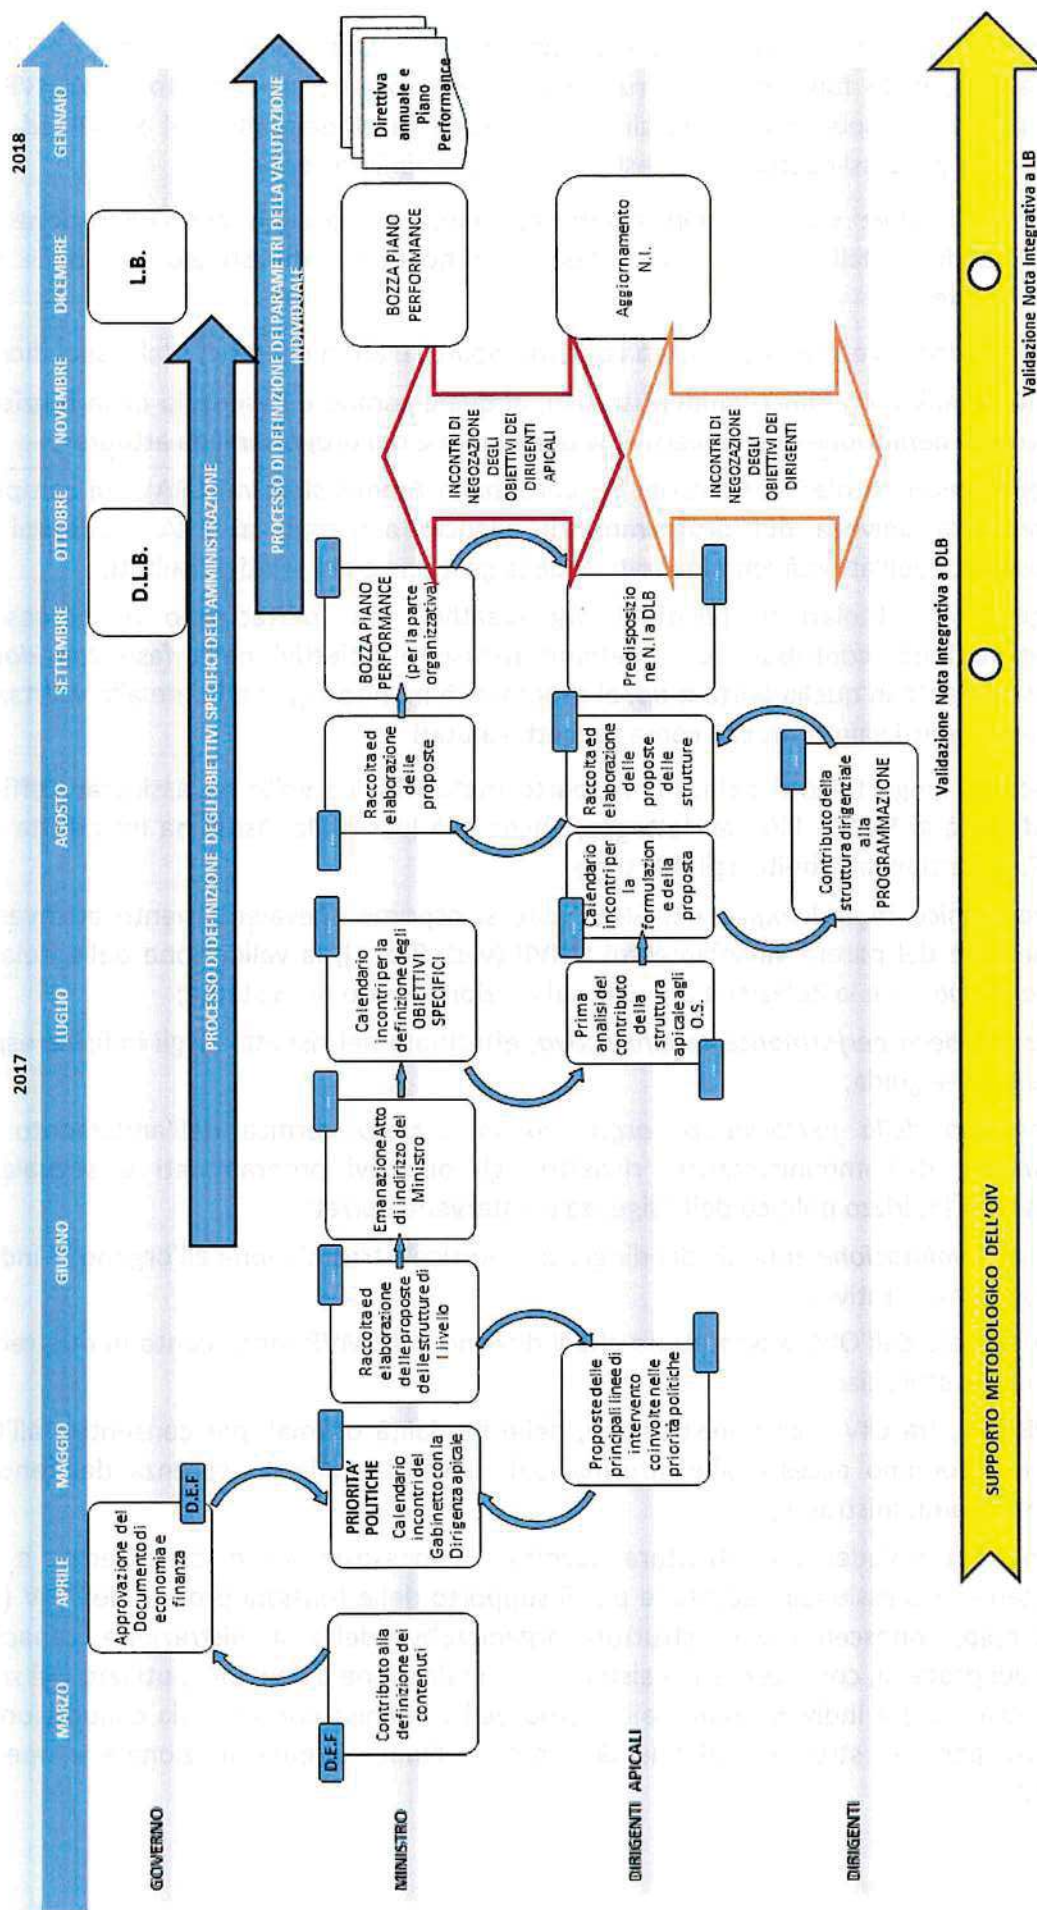 2017
2018
MARZO
APRILE
MAGGIO
GIUGNO
LUGLIO
AGOSTO
SETTEMBRE
OTTOBRE
NOVEMBRE
DICEMBRE
GENNAIO
GOVERNO
Approvazione del
Documento di
economia e
finanza
D.E.F
D.L.B.
L.B.
PROCESSO DI DEFINIZIONE DEGLI OBIETTIVI SPECIFICI DELL'AMMINISTRAZIONE
PROCESSO DI DEFINIZIONE DEI PARAMETRI DELLA VALUTAZIONE
INDIVIDUALE
MINISTRO
D.E.F
Contributo alla
definizione dei
contenuti
PRIORITA'
POLITICHE
Calendario
incontri del
Gabinetto con la
Dirigenza apicale
...
Raccolta ed
elaborazione
delle proposte
delle strutture di
I livello
...
Emanazione Atto
di indirizzo del
Ministro
...
Calendario
incontri per la
definizione degli
OBIETTIVI
SPECIFICI
...
Raccolta ed
elaborazione
delle
proposte
...
BOZZA PIANO
PERFORMANCE
(per la parte
organizzativa)
INCONTRI DI
NEGOZAZIONE
DEGLI
OBIETTIVI DEI
DIRIGENTI
APICALI
BOZZA PIANO
PERFORMANCE
Direttiva
annuale e
Piano
Performance
DIRIGENTI APICALI
Proposte delle
principali linee di
intervento
coinvolte nelle
priorità politiche
...
Prima
analisi del
contributo
della
struttura
apicale agli
O.S.
...
...
Calendario
incontri per
la
formulazion
e della
proposta
...
Raccolta ed
elaborazione
delle
proposte
delle
strutture
Predisposizio
ne N.I. a DLB
...
INCONTRI DI
NEGOZAZIONE
DEGLI
OBIETTIVI DEI
DIRIGENTI
Aggiornamento
N.I.
DIRIGENTI
...
Contributo della
struttura dirigenziale
alla
PROGRAMMAZIONE
SUPPORTO METODOLOGICO DELL'OIV
Validazione Nota Integrativa a DLB
Validazione Nota Integrativa a LB